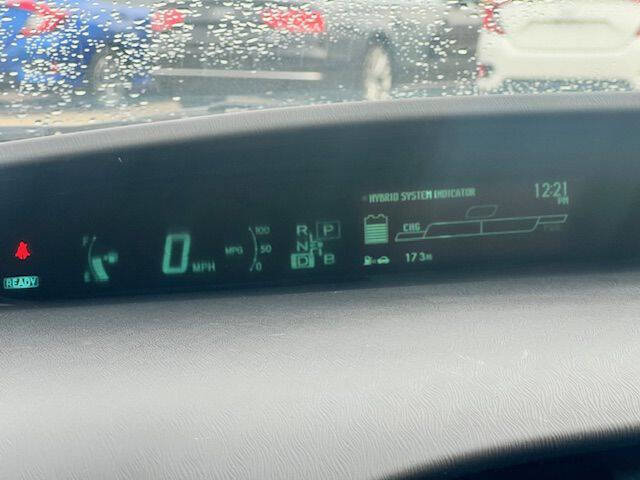 HYBRID SYSTEM INDICATOR
12:21
PM
R P
N
D B
CHG
100
MPG 50
0
0 MPH
173
READY